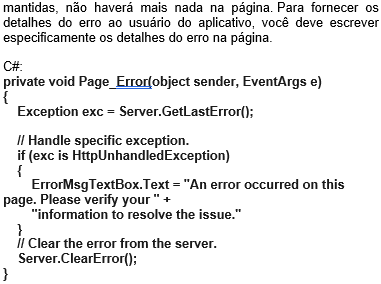 mantidas, não haverá mais nada na página. Para fornecer os
detalhes do erro ao usuário do aplicativo, você deve escrever
especificamente os detalhes do erro na página.
C#:
private void Page_Error(object sender, EventArgs e)
{
Exception exc = Server.GetLastError();
// Handle specific exception.
if (exc is HttpUnhandledException)
{
ErrorMsgTextBox.Text = "An error occurred on this
page. Please verify your " +
"information to resolve the issue."
}
// Clear the error from the server.
Server.ClearError();
}